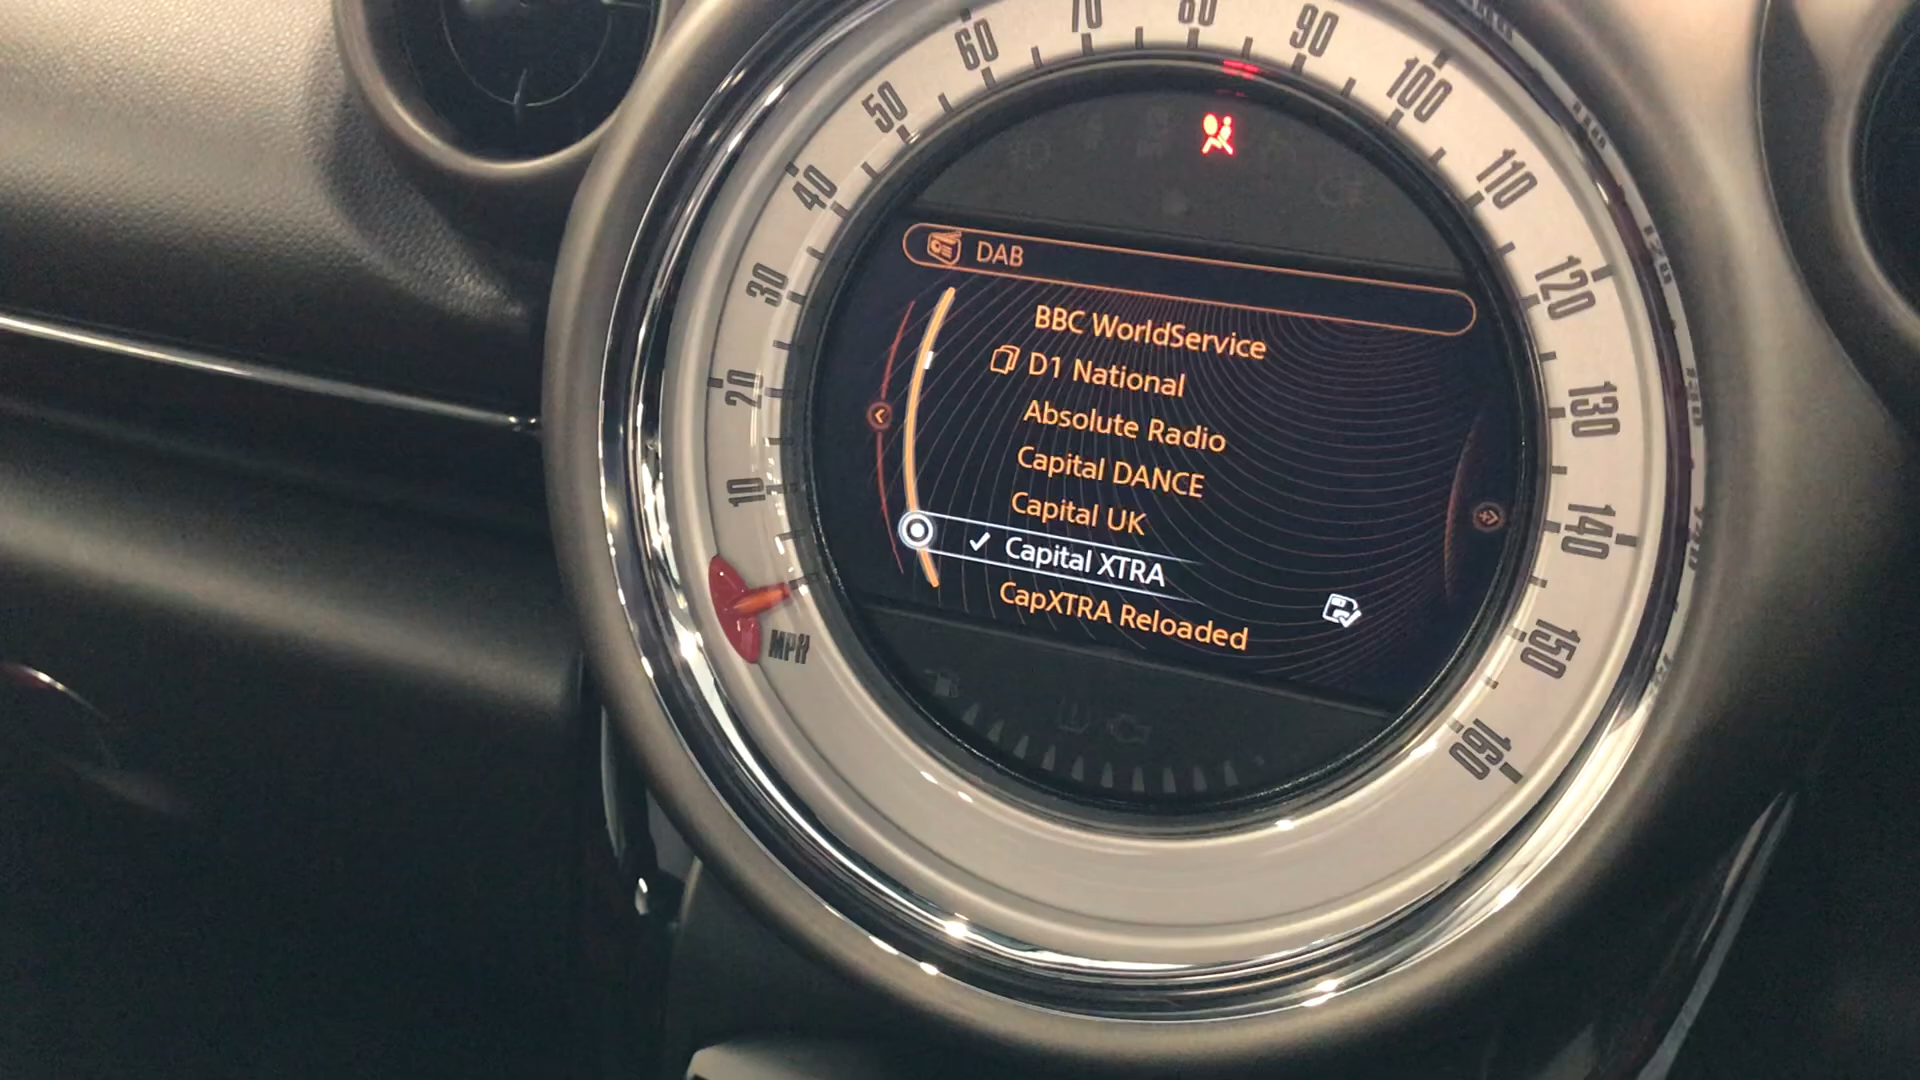 60
70
80
90
50
100
40
110
30
120
20
130
10
140
MPH
150
160
DAB
BBC WorldService
D1 National
Absolute Radio
Capital DANCE
Capital UK
Capital XTRA
CapXTRA Reloaded